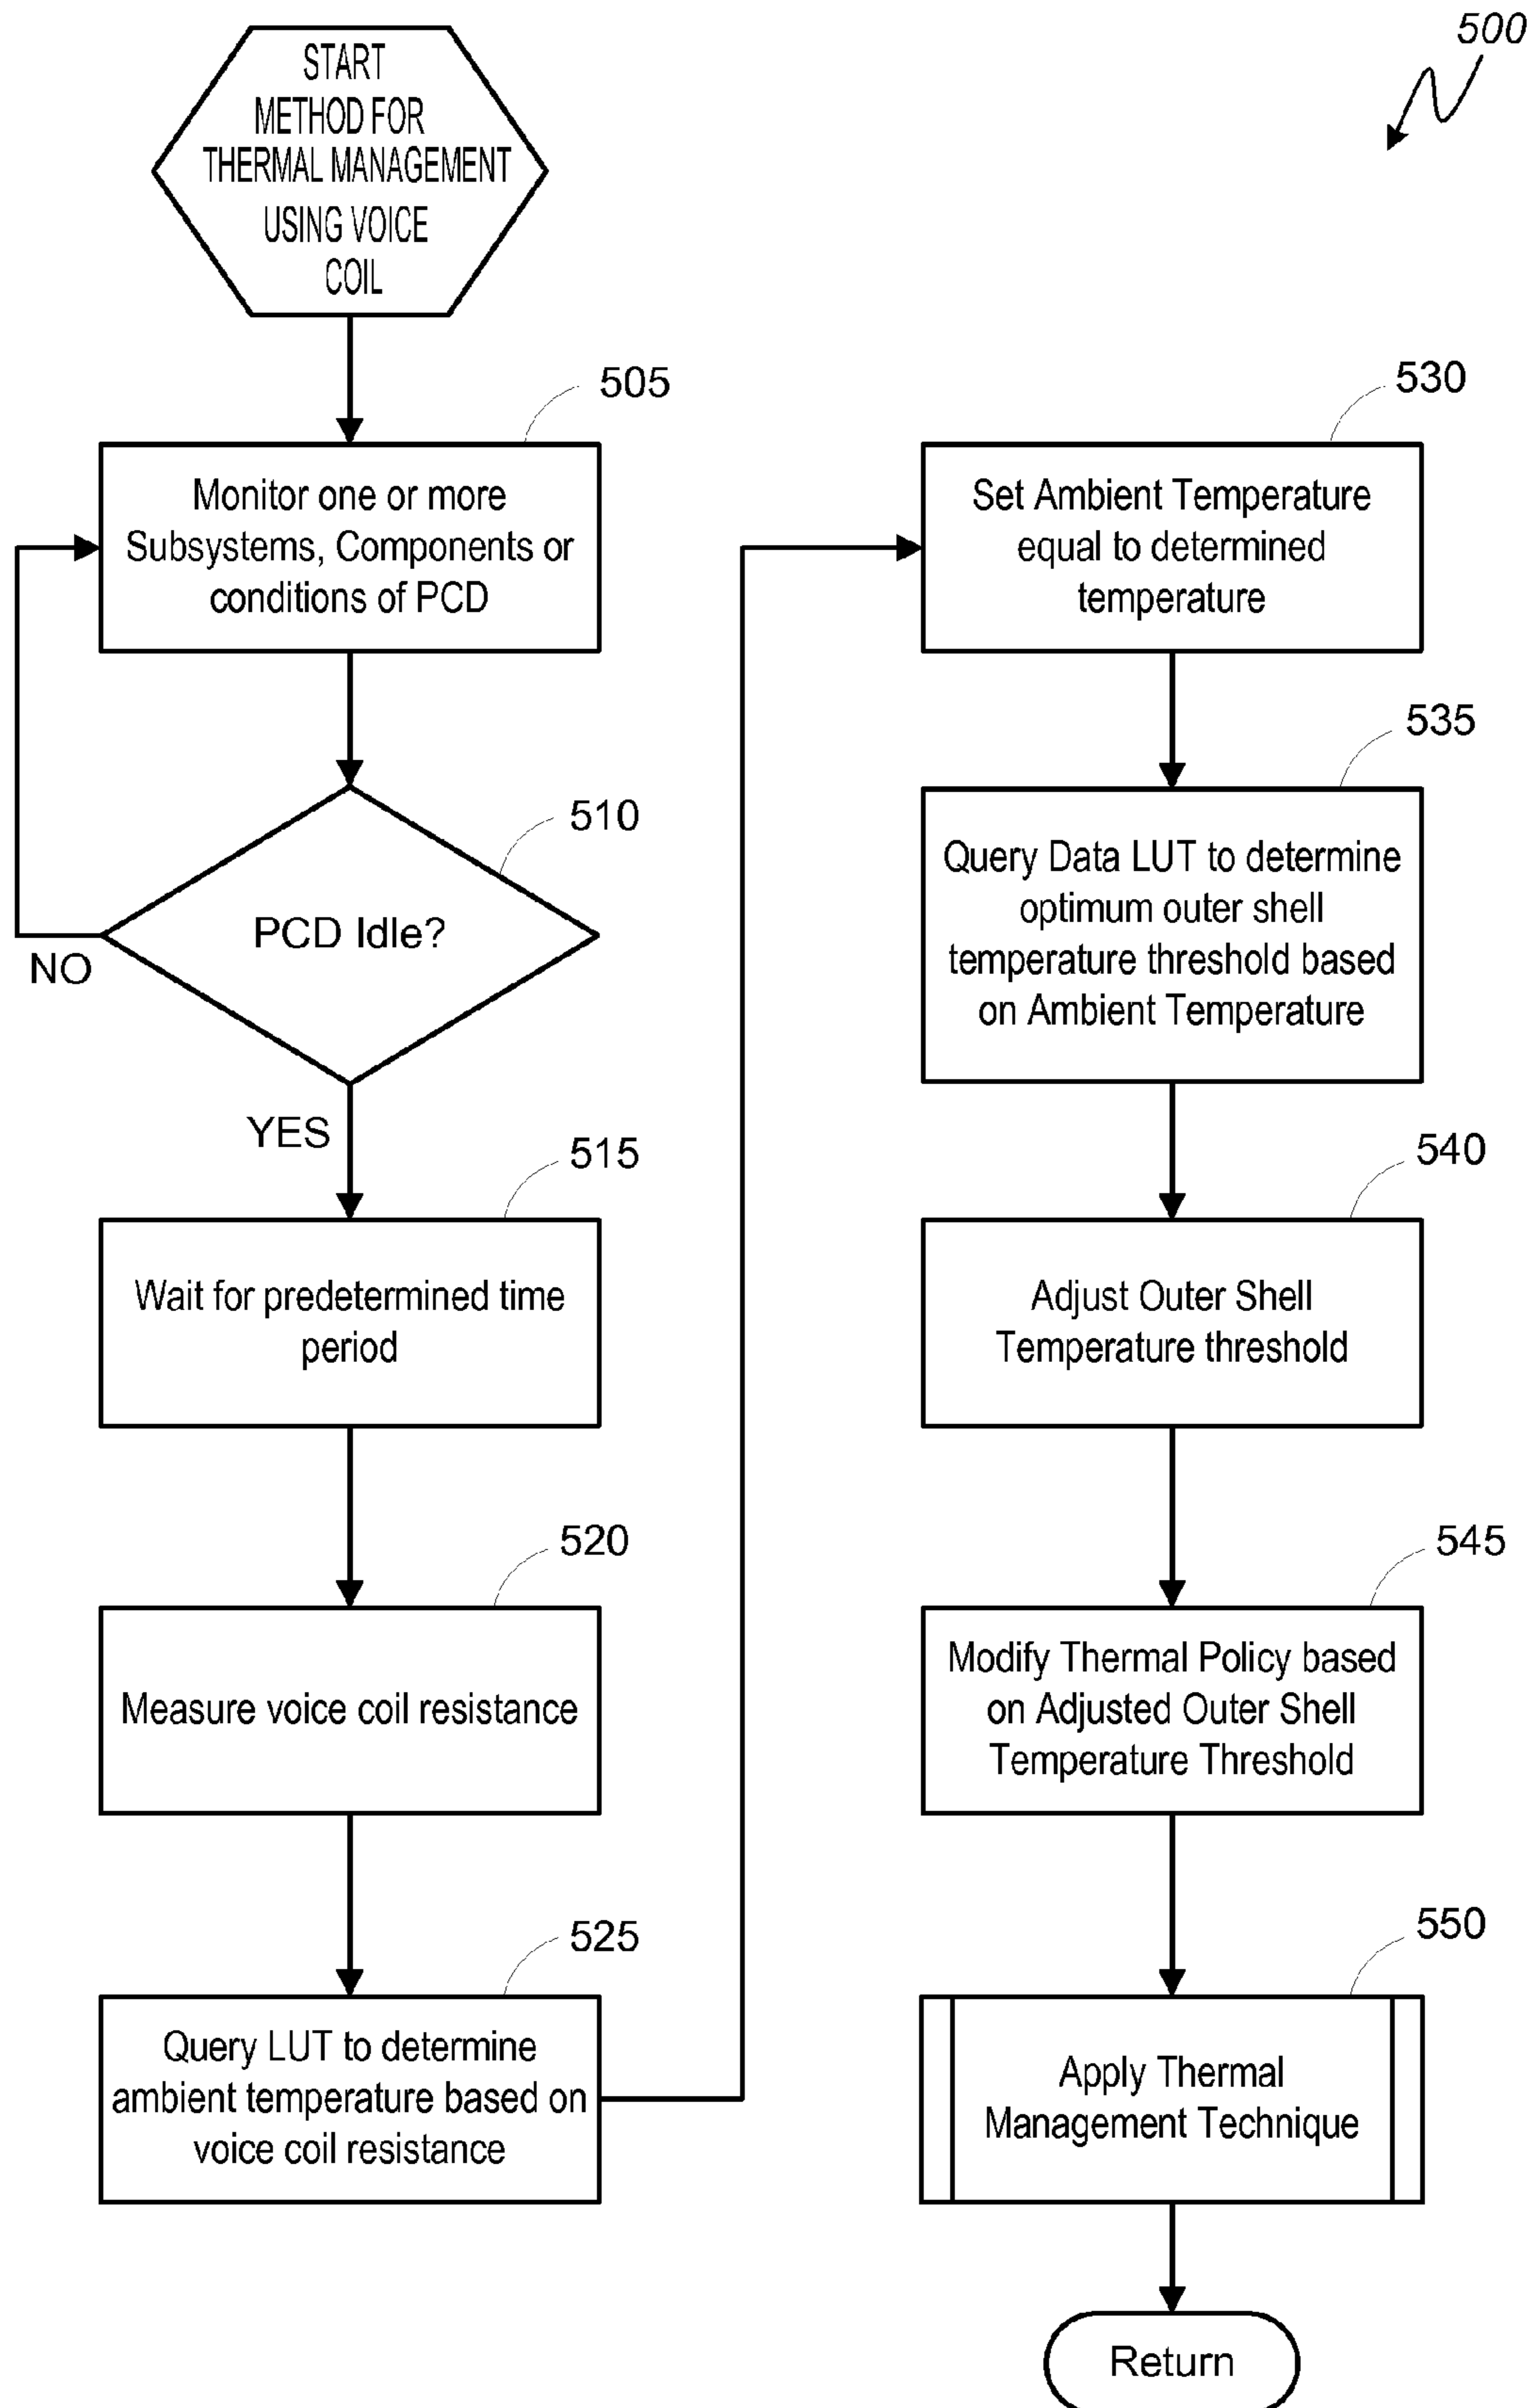 500
START
METHOD FOR
THERMAL MANAGEMENT
USING VOICE
COIL
505
Monitor one or more
Subsystems, Components or
conditions of PCD
510
PCD Idle?
NO
YES
515
Wait for predetermined time
period
520
Measure voice coil resistance
525
Query LUT to determine
ambient temperature based on
voice coil resistance
530
Set Ambient Temperature
equal to determined
temperature
535
Query Data LUT to determine
optimum outer shell
temperature threshold based
on Ambient Temperature
540
Adjust Outer Shell
Temperature threshold
545
Modify Thermal Policy based
on Adjusted Outer Shell
Temperature Threshold
550
Apply Thermal
Management Technique
Return